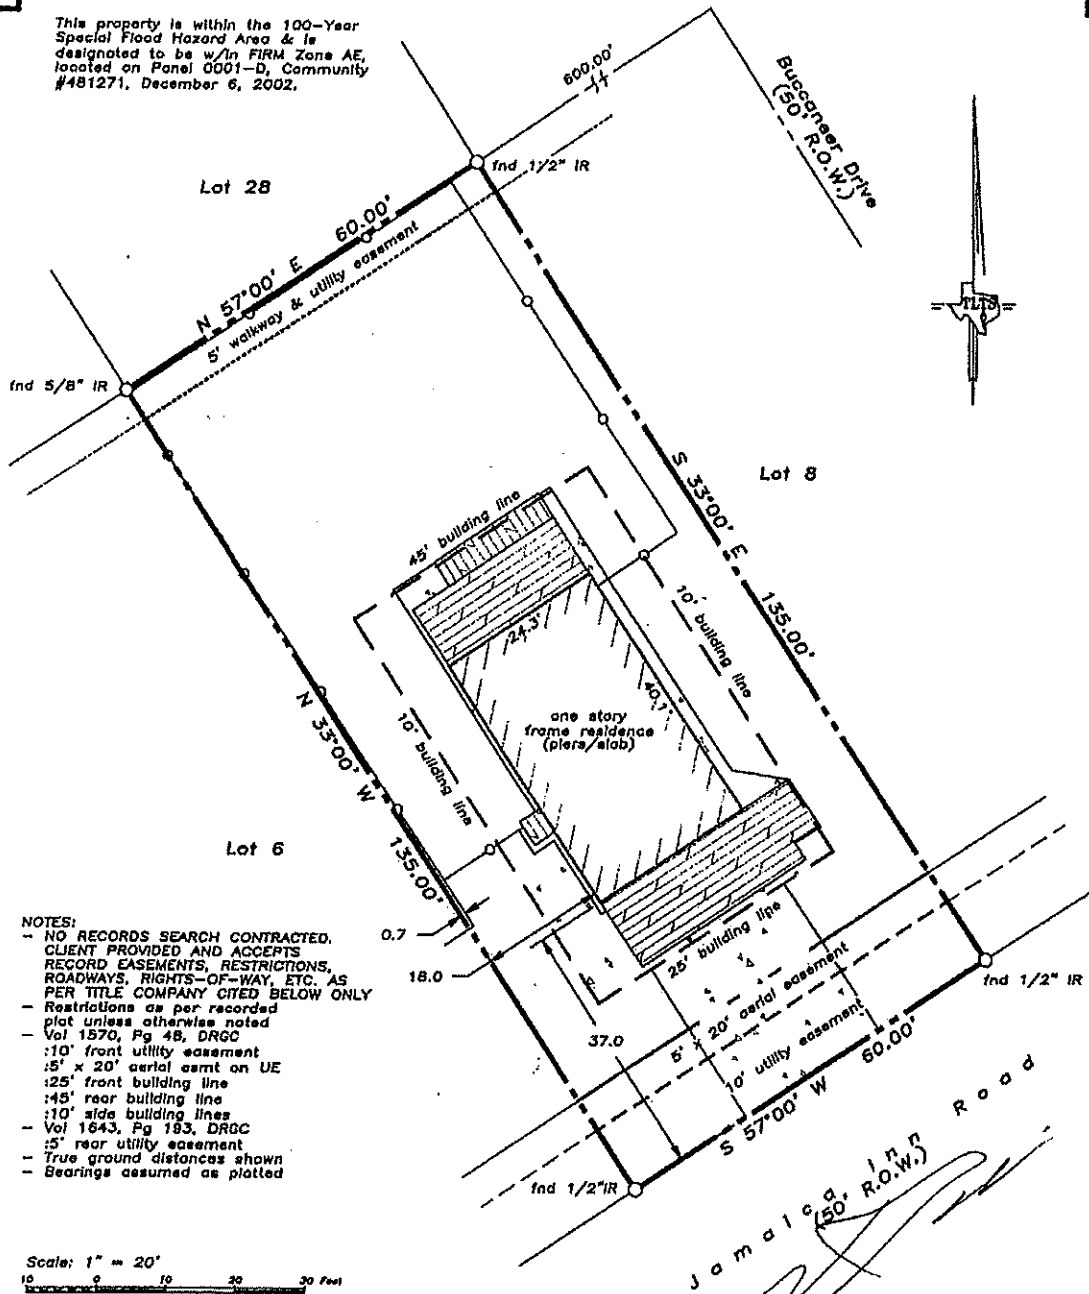 This property is within the 100-Year
Special Flood Hazard Area & is
designated to be w/in FIRM Zone AE,
located on Panel 0001-D, Community
#481271, December 6, 2002.
600.00'
Buccaneer Drive
(50' R.O.W.)
Lot 28
fnd 1/2" IR
N 57°00' E 60.00'
5' walkway & utility easement
fnd 5/8" IR
TLTS
Lot 8
S 33°00' E 135.00'
45' building line
24.3'
10' building line
40.1'
one story
frame residence
(piers/slab)
10' building line
N 33°00' W 135.00'
Lot 6
0.7
18.0
25' building line
37.0
5' x 20' aerial easement
10' utility easement
fnd 1/2" IR
S 57°00' W 60.00'
fnd 1/2"IR
Jamaica Inn Road
(50' R.O.W.)
NOTES:
- NO RECORDS SEARCH CONTRACTED,
CLIENT PROVIDED AND ACCEPTS
RECORD EASEMENTS, RESTRICTIONS,
ROADWAYS, RIGHTS-OF-WAY, ETC. AS
PER TITLE COMPANY CITED BELOW ONLY
- Restrictions as per recorded
plat unless otherwise noted
- Vol 1570, Pg 48, DRGC
:10' front utility easement
:5' x 20' aerial esmt on UE
:25' front building line
:45' rear building line
:10' side building lines
- Vol 1643, Pg 193, DRGC
:5' rear utility easement
- True ground distances shown
- Bearings assumed as platted
Scale: 1" = 20'
10 0 10 20 30 Feet